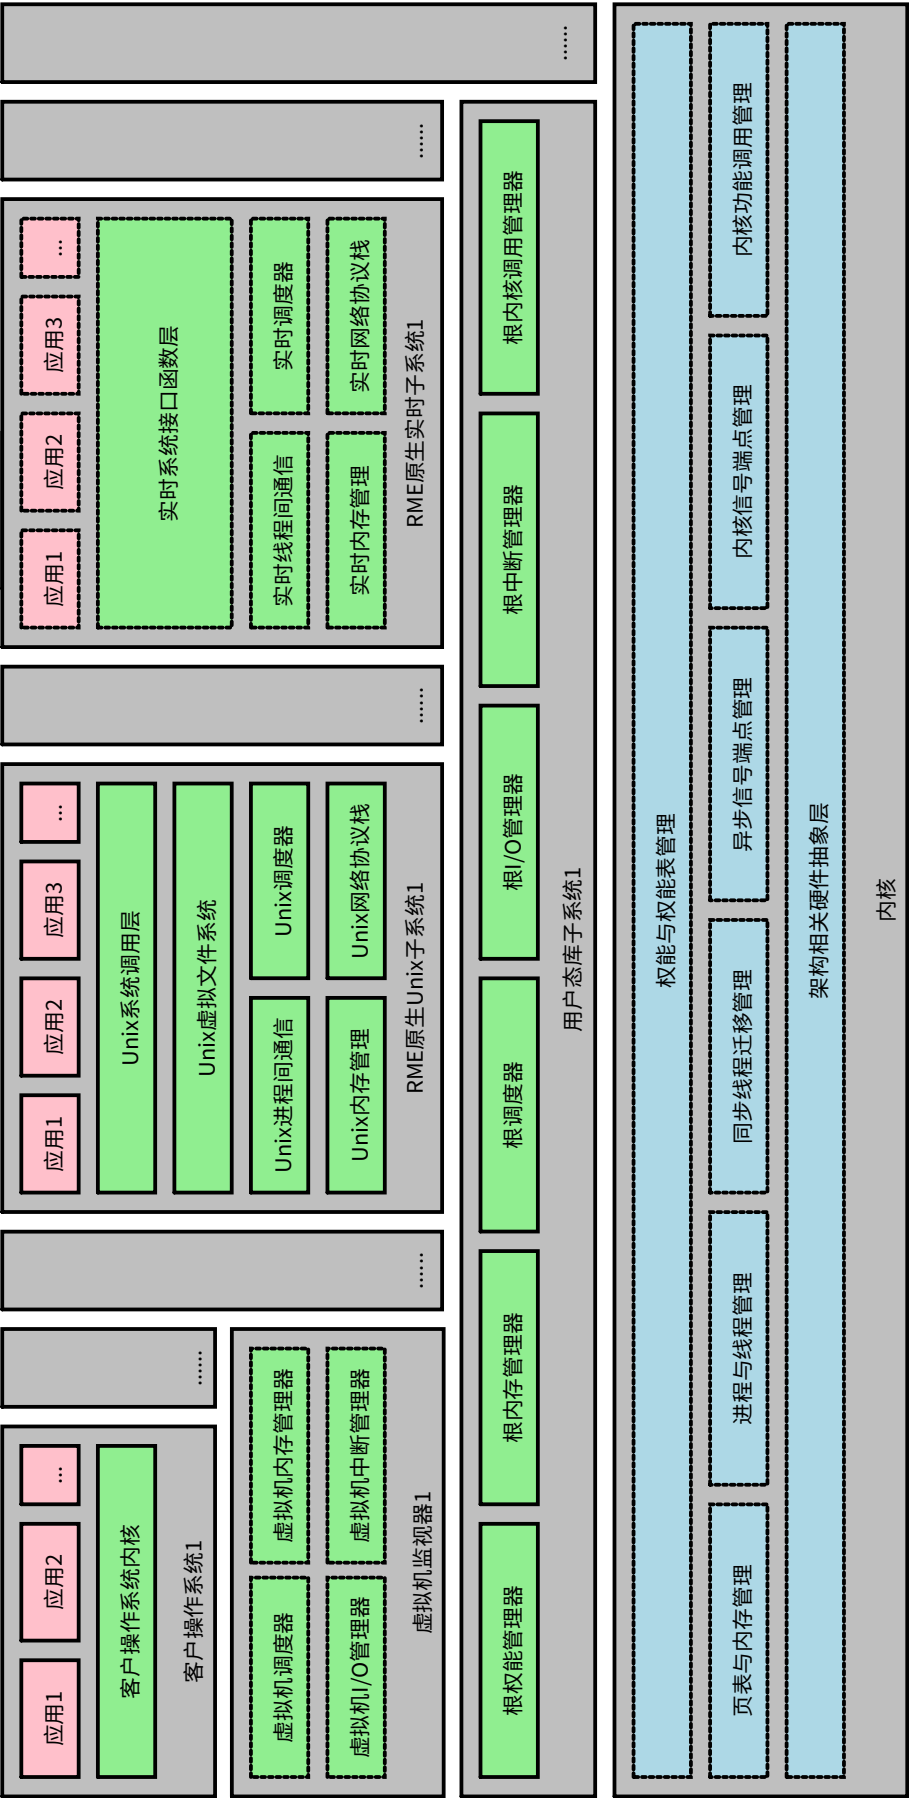 应用1
应用2
...
客户操作系统内核
客户操作系统1
......
虚拟机调度器
虚拟机内存管理器
虚拟机I/O管理器
虚拟机中断管理器
虚拟机监视器1
......
应用1
应用2
应用3
...
Unix系统调用层
Unix虚拟文件系统
Unix进程间通信
Unix调度器
Unix内存管理
Unix网络协议栈
RME原生Unix子系统1
......
应用1
应用2
应用3
...
实时系统接口函数层
实时线程间通信
实时调度器
实时内存管理
实时网络协议栈
RME原生实时子系统1
......
根权能管理器
根内存管理器
根调度器
根I/O管理器
根中断管理器
根内核调用管理器
用户态库子系统1
......
权能与权能表管理
页表与内存管理
进程与线程管理
同步线程迁移管理
异步信号端点管理
内核信号端点管理
内核功能调用管理
架构相关硬件抽象层
内核